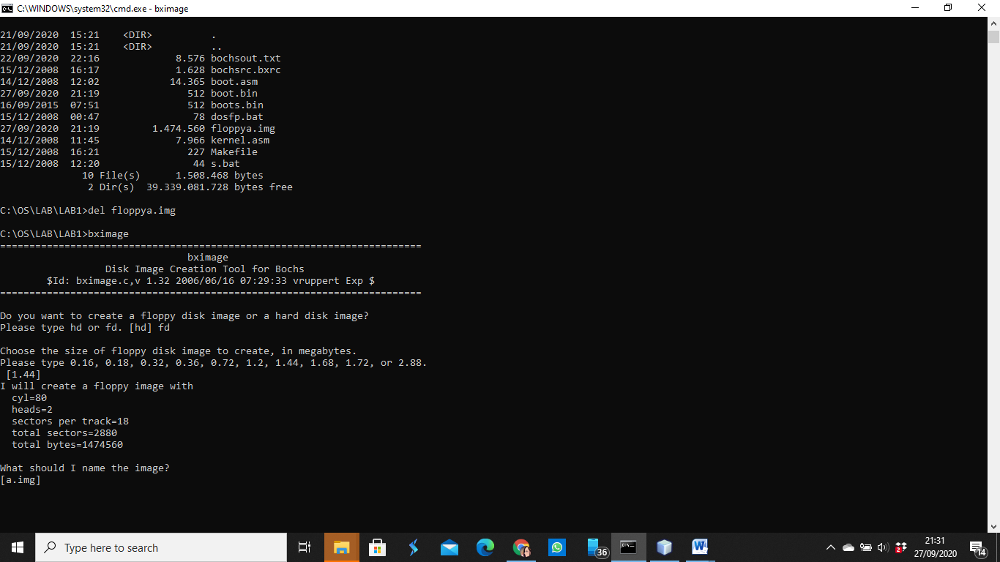 C:\WINDOWS\system32\cmd.exe - bximage
21/09/2020  15:21    <DIR>          .
21/09/2020  15:21    <DIR>          ..
22/09/2020  22:16             8.576 bochsout.txt
15/12/2008  16:17             1.628 bochsrc.bxrc
14/12/2008  12:02            14.365 boot.asm
27/09/2020  21:19               512 boot.bin
16/09/2015  07:51               512 boots.bin
15/12/2008  00:47                78 dosfp.bat
27/09/2020  21:19         1.474.560 floppya.img
14/12/2008  11:45             7.966 kernel.asm
15/12/2008  16:21               227 Makefile
15/12/2008  12:20                44 s.bat
              10 File(s)      1.508.468 bytes
               2 Dir(s)  39.339.081.728 bytes free
C:\OS\LAB\LAB1>del floppya.img
C:\OS\LAB\LAB1>bximage
========================================================================
                                bximage
                  Disk Image Creation Tool for Bochs
        $Id: bximage.c,v 1.32 2006/06/16 07:29:33 vruppert Exp $
========================================================================
Do you want to create a floppy disk image or a hard disk image?
Please type hd or fd. [hd] fd
Choose the size of floppy disk image to create, in megabytes.
Please type 0.16, 0.18, 0.32, 0.36, 0.72, 1.2, 1.44, 1.68, 1.72, or 2.88.
 [1.44]
I will create a floppy image with
  cyl=80
  heads=2
  sectors per track=18
  total sectors=2880
  total bytes=1474560
What should I name the image?
[a.img]
Type here to search
36
2
21:31
27/09/2020
14